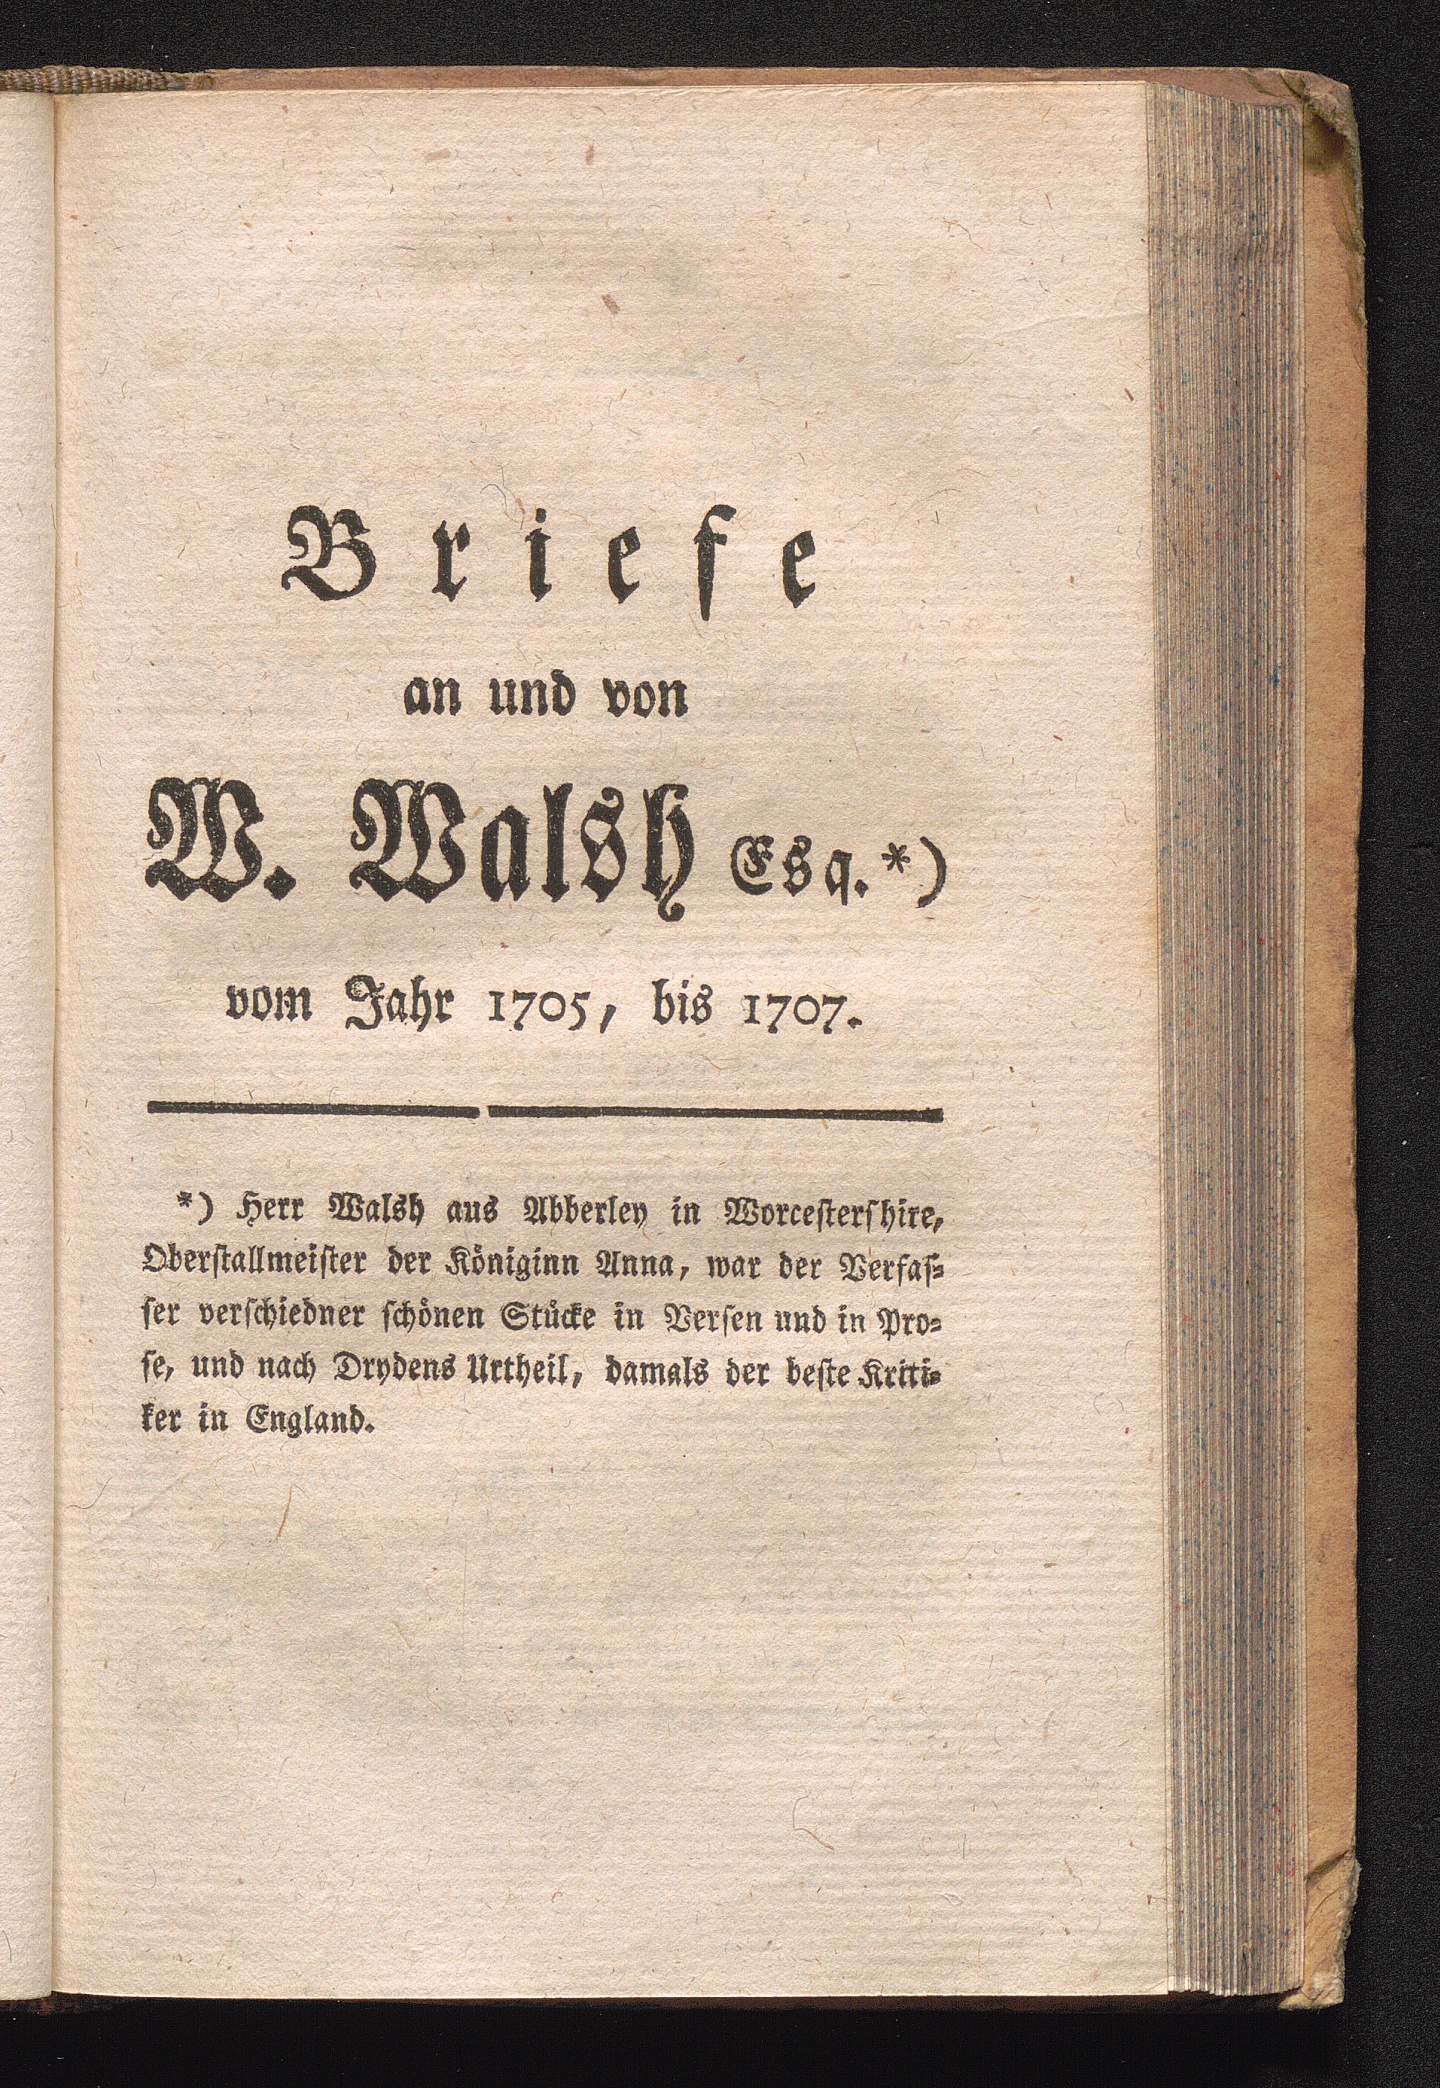 Briefe
an und von
W. Walsh Esq.*)
vom Jahr 1705, bis 1707.
*) Herr Walsh aus Abberley in Worcesterſhire,
Oberſtallmeiſter der Königinn Anna, war der Verfaſ⸗
ſer verſchiedner ſchönen Stücke in Verſen und in Pro⸗
ſe, und nach Drydens Urtheil, damals der beſte Kriti⸗
ker in England.